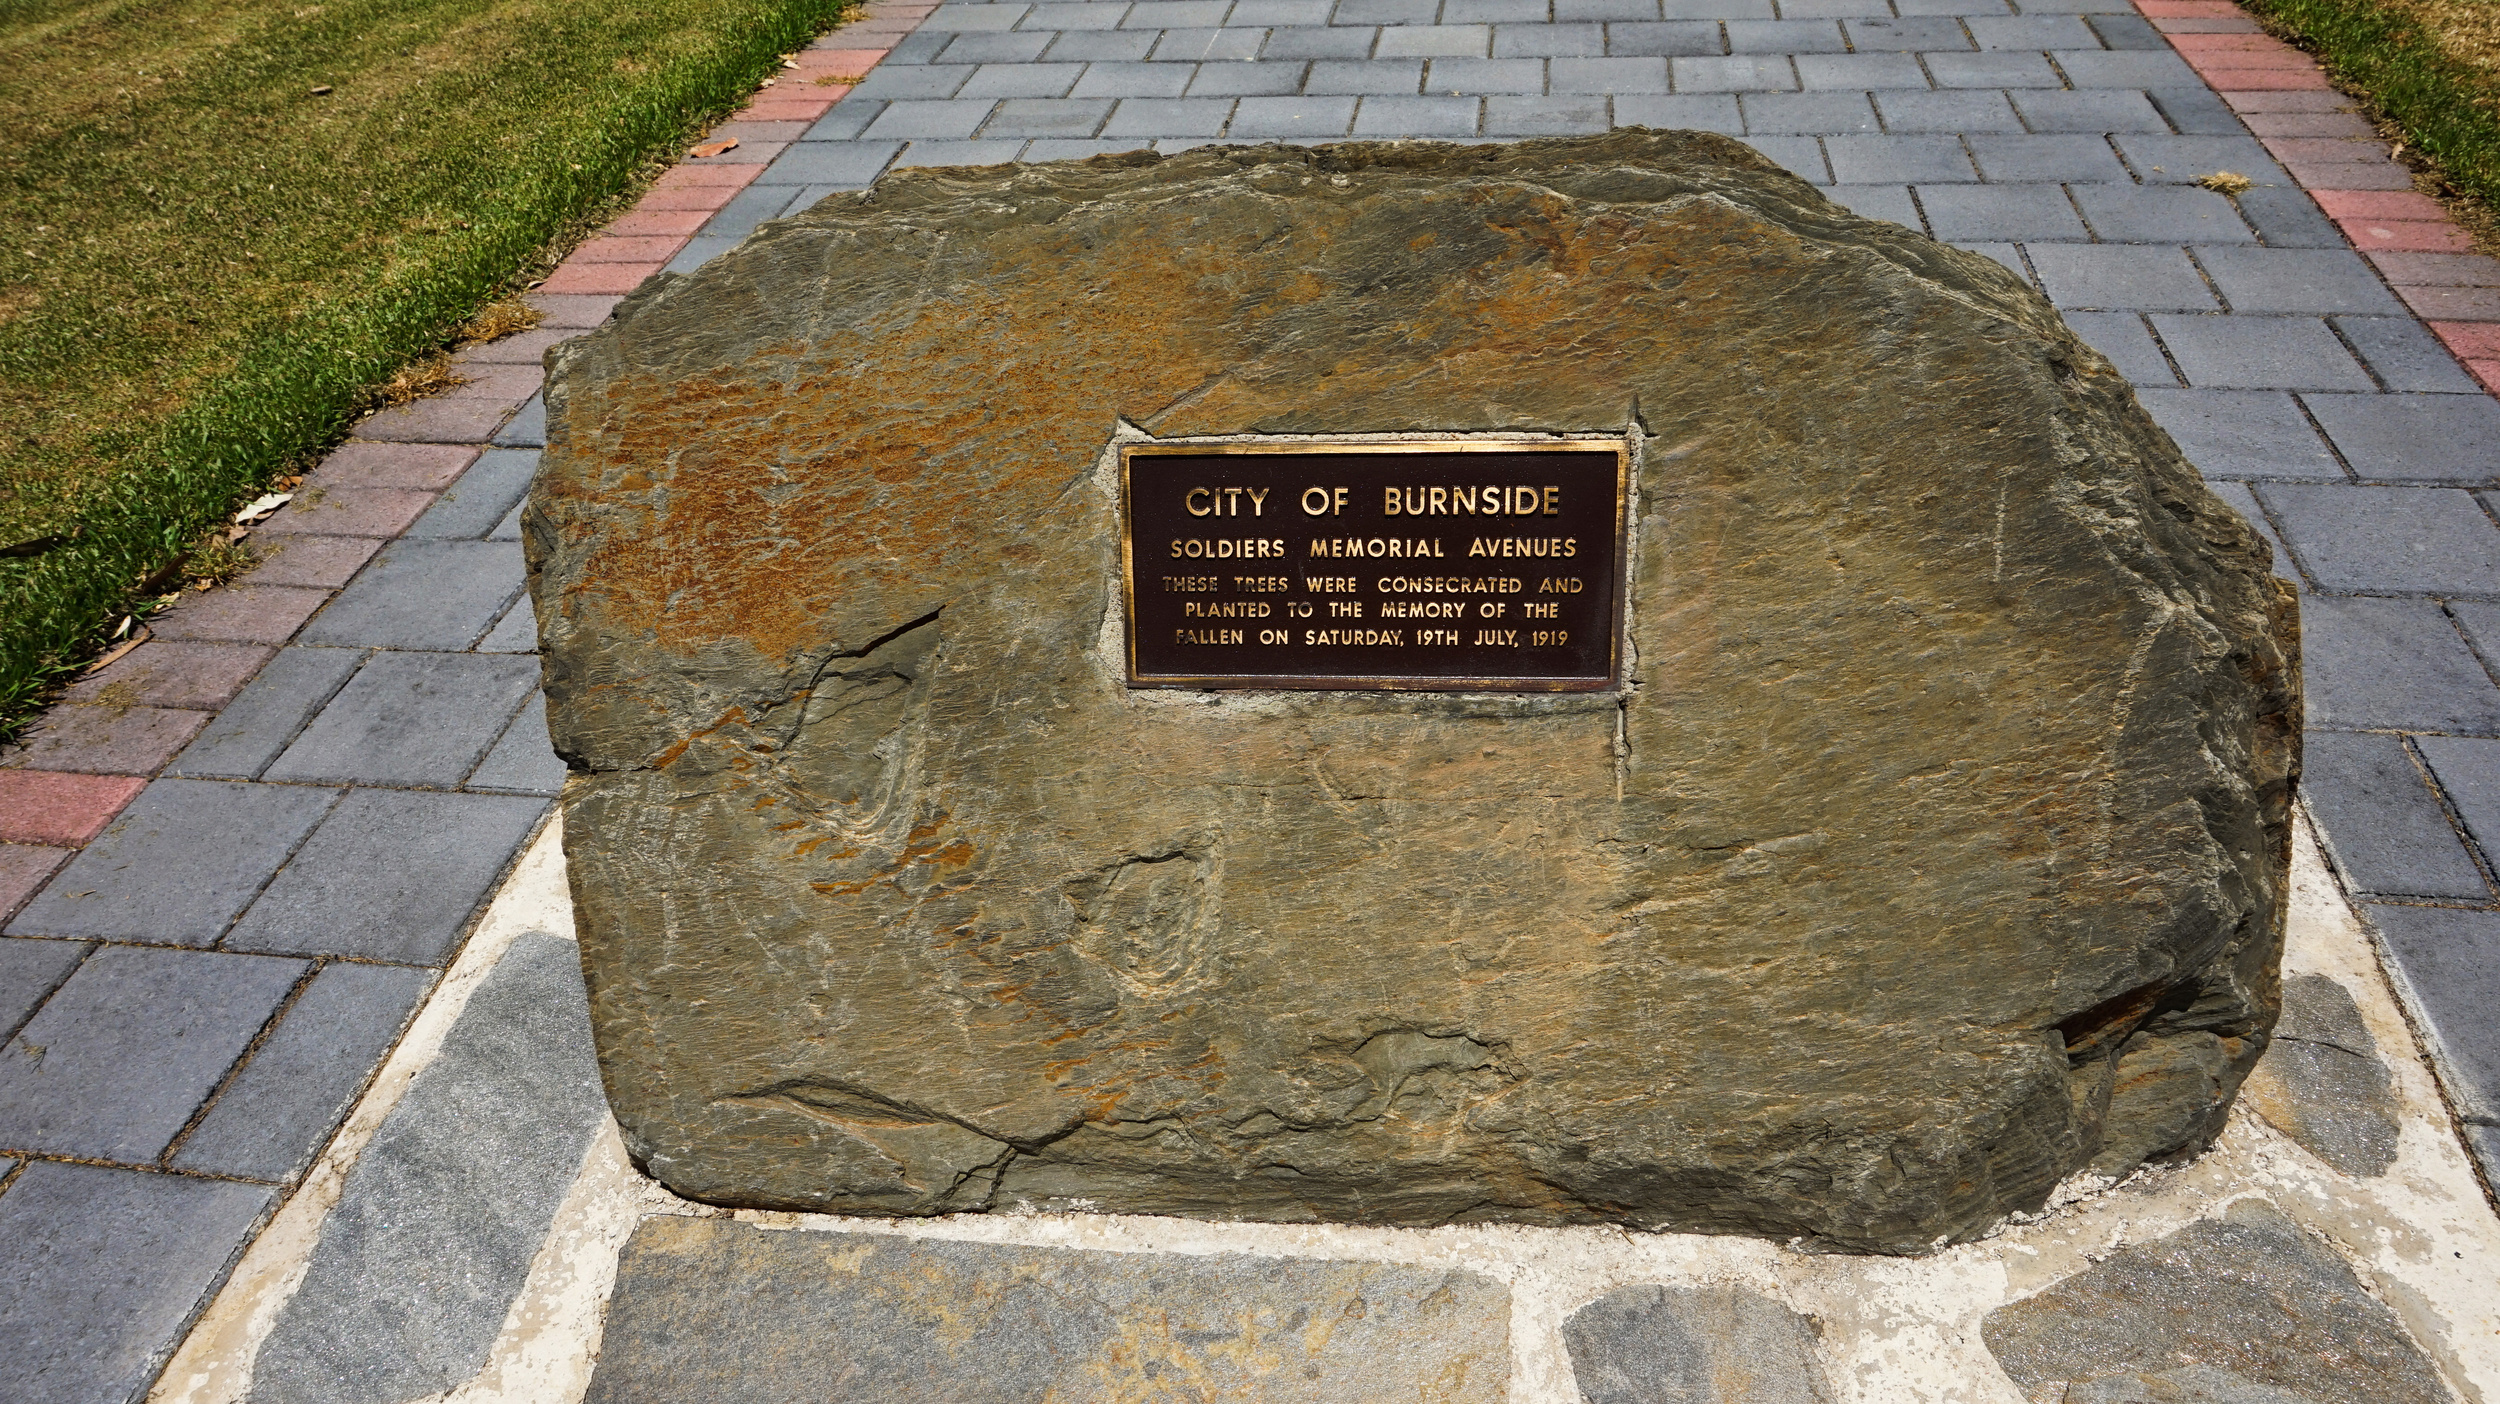 CITY OF BURNSIDE
SOLDIERS MEMORIAL AVENUES
THESE TREES WERE CONSECRATED AND
PLANTED TO THE MEMORY OF THE
FALLEN ON SATURDAY, 19TH JULY, 1919